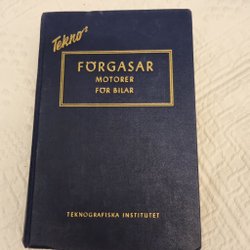 Tekno's
FÖRGASAR
MOTORER
FÖR BILAR
TEKNOGRAFISKA INSTITUTET